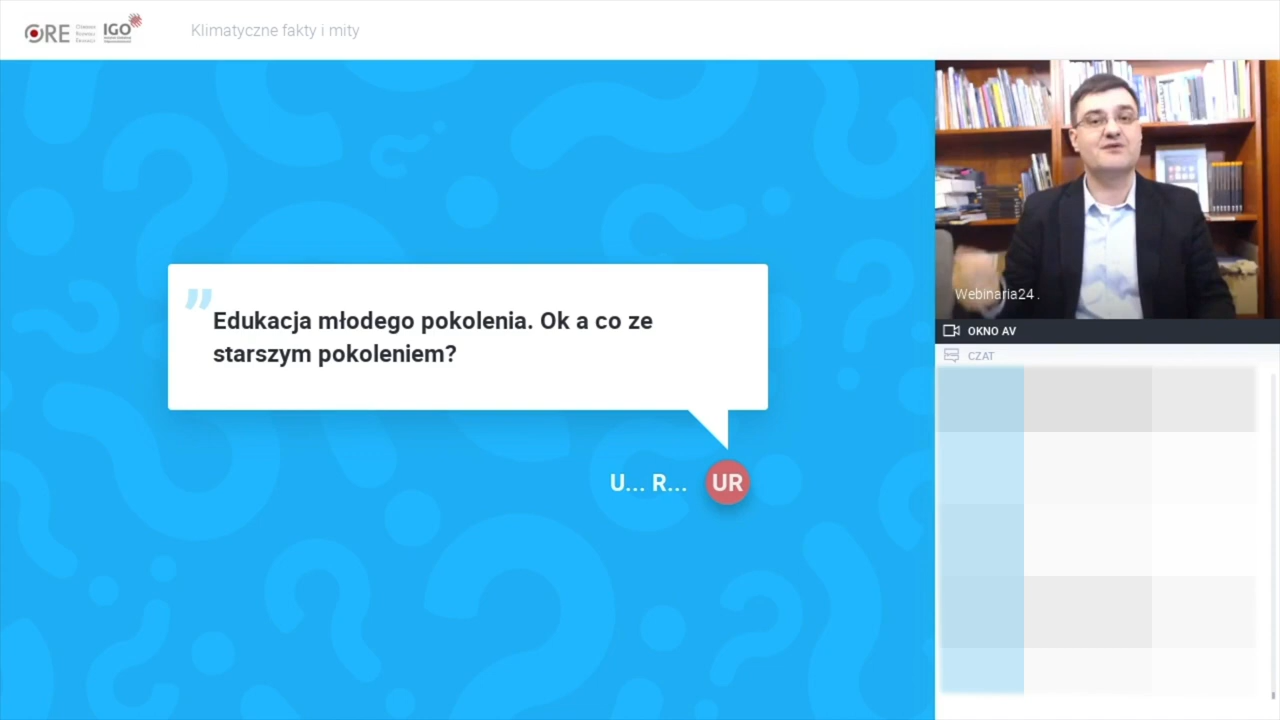 ORE
IGO
Klimatyczne fakty i mity
Edukacja młodego pokolenia. Ok a co ze
starszym pokoleniem?
U... R...
UR
Webinaria24 .
OKNO AV
CZAT